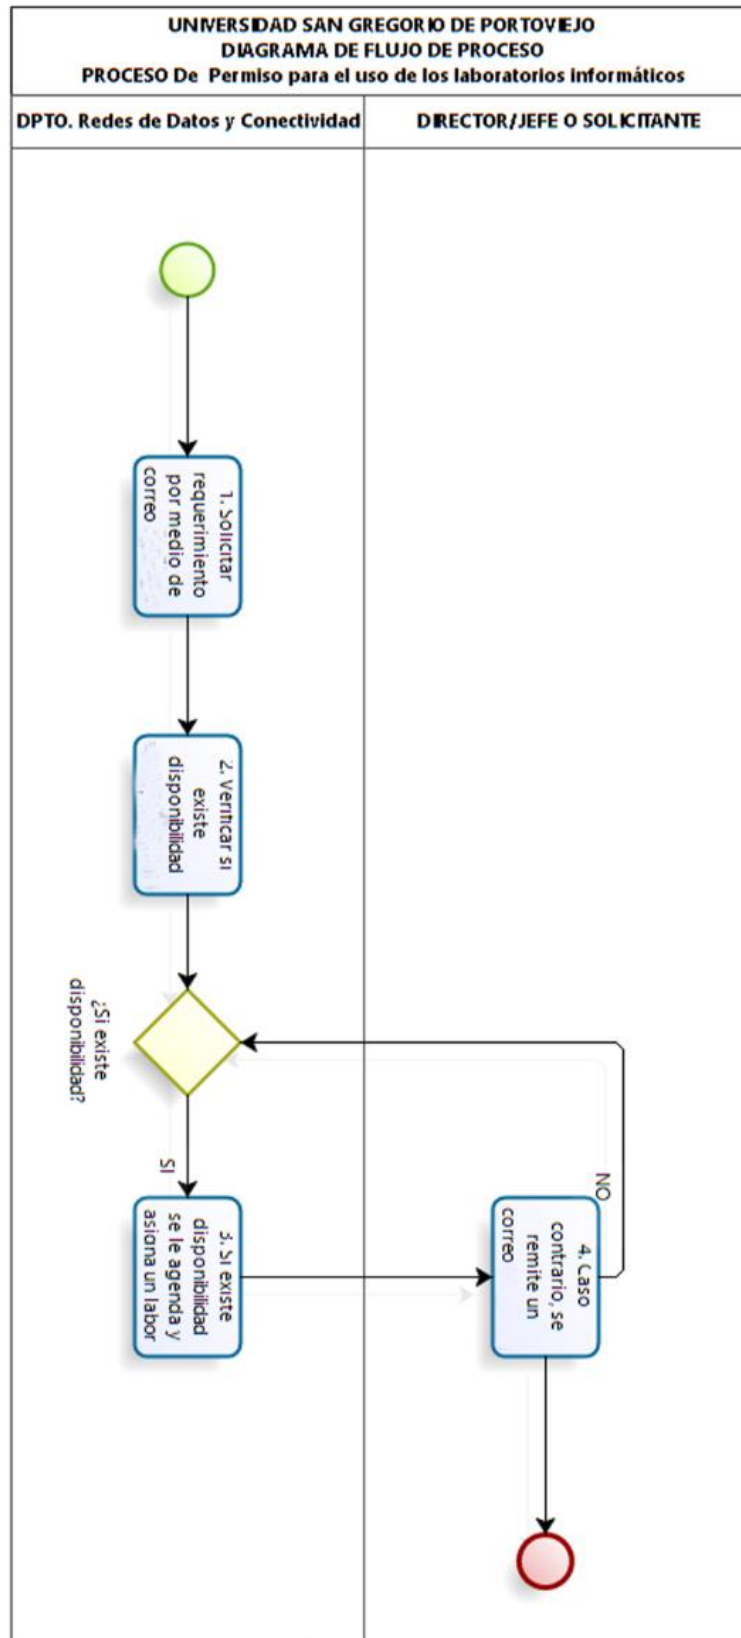 UNIVERSIDAD SAN GREGORIO DE PORTOVIEJO
DIAGRAMA DE FLUJO DE PROCESO
PROCESO De Permiso para el uso de los laboratorios informáticos
DPTO. Redes de Datos y Conectividad
DIRECTOR/JEFE O SOLICITANTE
1. Solicitar
requerimiento
por medio de
correo
2. Verificar si
existe
disponibilidad
¿Si existe
disponibilidad?
SI
3. Si existe
disponibilidad
se le agenda y
asigna un labor
NO
4. Caso
contrario, se
remite un
correo